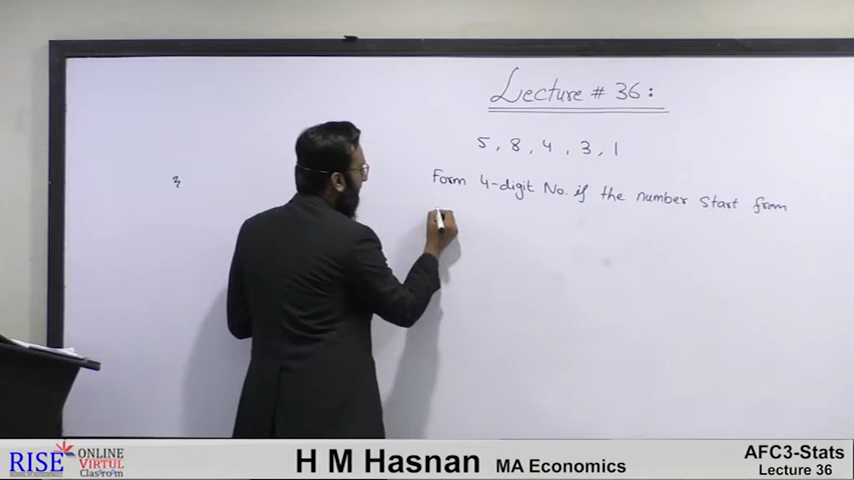 Lecture # 36:
5, 8, 4, 3, 1
Form 4-digit No. if the number start from
RISE ONLINE VIRTUL Classroom
H M Hasnan MA Economics
AFC3-Stats
Lecture 36